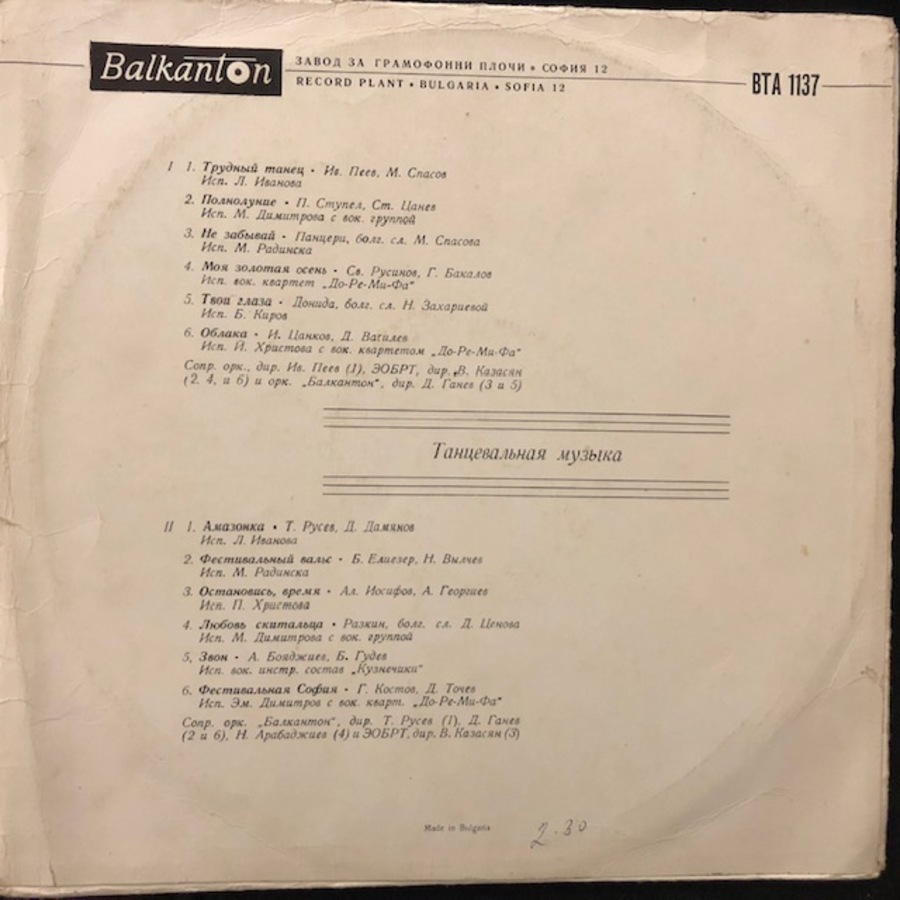 Balkanton
ЗАВОД ЗА ГРАМОФОННИ ПЛОЧИ • СОФИЯ 12
RECORD PLANT • BULGARIA • SOFIA 12
ВТА 1137
I 1. Трудный танец • Ив. Пеев, М. Спасов
Исп. Л. Иванова
2. Полнолуние • П. Ступел, Ст. Цанев
Исп. М. Димитрова с вок. группой
3. Не забывай • Панцери, болг. сл. М. Спасова
Исп. М. Радинска
4. Моя золотая осень • Св. Русинов, Г. Бакалов
Исп. вок. квартет „До-Ре-Ми-Фа"
5. Твои глаза • Донида, болг. сл. Н. Захариевой
Исп. Б. Киров
6. Облака • И. Цанков, Д. Василев
Исп. Й. Христова с вок. квартетом „До-Ре-Ми-Фа"
Сопр. орк., дир. Ив. Пеев (1), ЭОБРТ, дир. В. Казасян
(2. 4, и 6) и орк. „Балкантон", дир. Д. Ганев (3 и 5)
Танцевальная музыка
II 1. Амазонка • Т. Русев, Д. Дамянов
Исп. Л. Иванова
2. Фестивальный вальс • Б. Елиезер, Н. Вылчев
Исп. М. Радинска
3. Остановись, время • Ал. Иосифов, А. Георгиев
Исп. П. Христова
4. Любовь скитальца • Разкин, болг. сл. Д. Ценова
Исп. М. Димитрова с вок. группой
5, Звон • А. Бояджиев, Б. Гудев
Исп. вок. инстр. состав „Кузнечики"
6. Фестивальная София • Г. Костов, Д. Точев
Исп. Эм. Димитров с вок. кварт. „До-Ре-Ми-Фа"
Сопр. орк. „Балкантон", дир. Т. Русев (1), Д. Ганев
(2 и 6), Н. Арабаджиев (4) и ЭОБРТ, дир. В. Казасян (3)
Made in Bulgaria
2.30